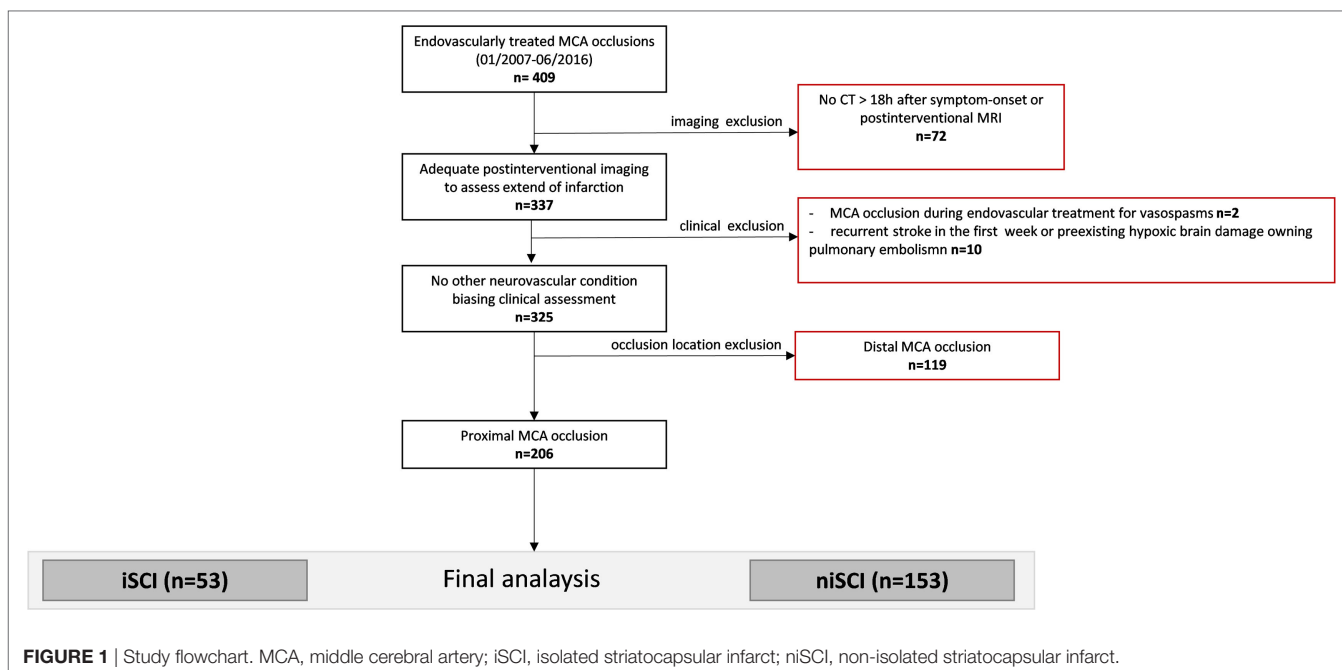 Endovascularly treated MCA occlusions
(01/2007-06/2016)
n= 409
No CT > 18h after symptom-onset or
postinterventional MRI
n=72
imaging exclusion
Adequate postinterventional imaging
to assess extend of infarction
n=337
- MCA occlusion during endovascular treatment for vasospasms n=2
- recurrent stroke in the first week or preexisting hypoxic brain damage owning
pulmonary embolismn n=10
clinical exclusion
No other neurovascular condition
biasing clinical assessment
n=325
occlusion location exclusion
Distal MCA occlusion
n=119
Proximal MCA occlusion
n=206
iSCI (n=53)
Final analaysis
niSCI (n=153)
FIGURE 1 | Study flowchart. MCA, middle cerebral artery; iSCI, isolated striatocapsular infarct; niSCI, non-isolated striatocapsular infarct.